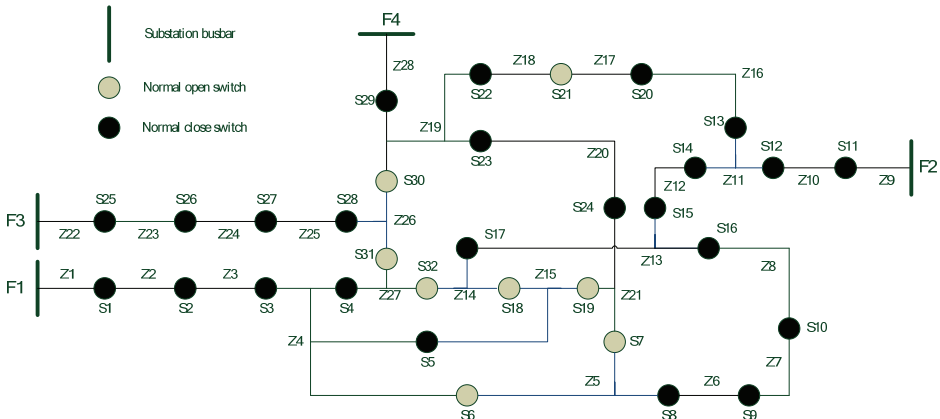 F4
Substation busbar
Z28
Z18
Z17
Z16
Normal open switch
S22
S21
S20
S29
Normal close switch
Z19
S13
S23
Z20
S14
S12
S11
F2
Z11
Z10
Z9
S30
Z12
S25
S26
S27
S28
S24
S15
F3
Z22
Z23
Z24
Z25
Z26
S17
S16
S31
Z13
Z8
F1
Z1
Z2
Z3
S32
Z15
S1
S2
S3
S4
Z27
Z14
S18
S19
Z21
S10
Z4
S5
S7
Z7
Z5
Z6
S6
S8
S9